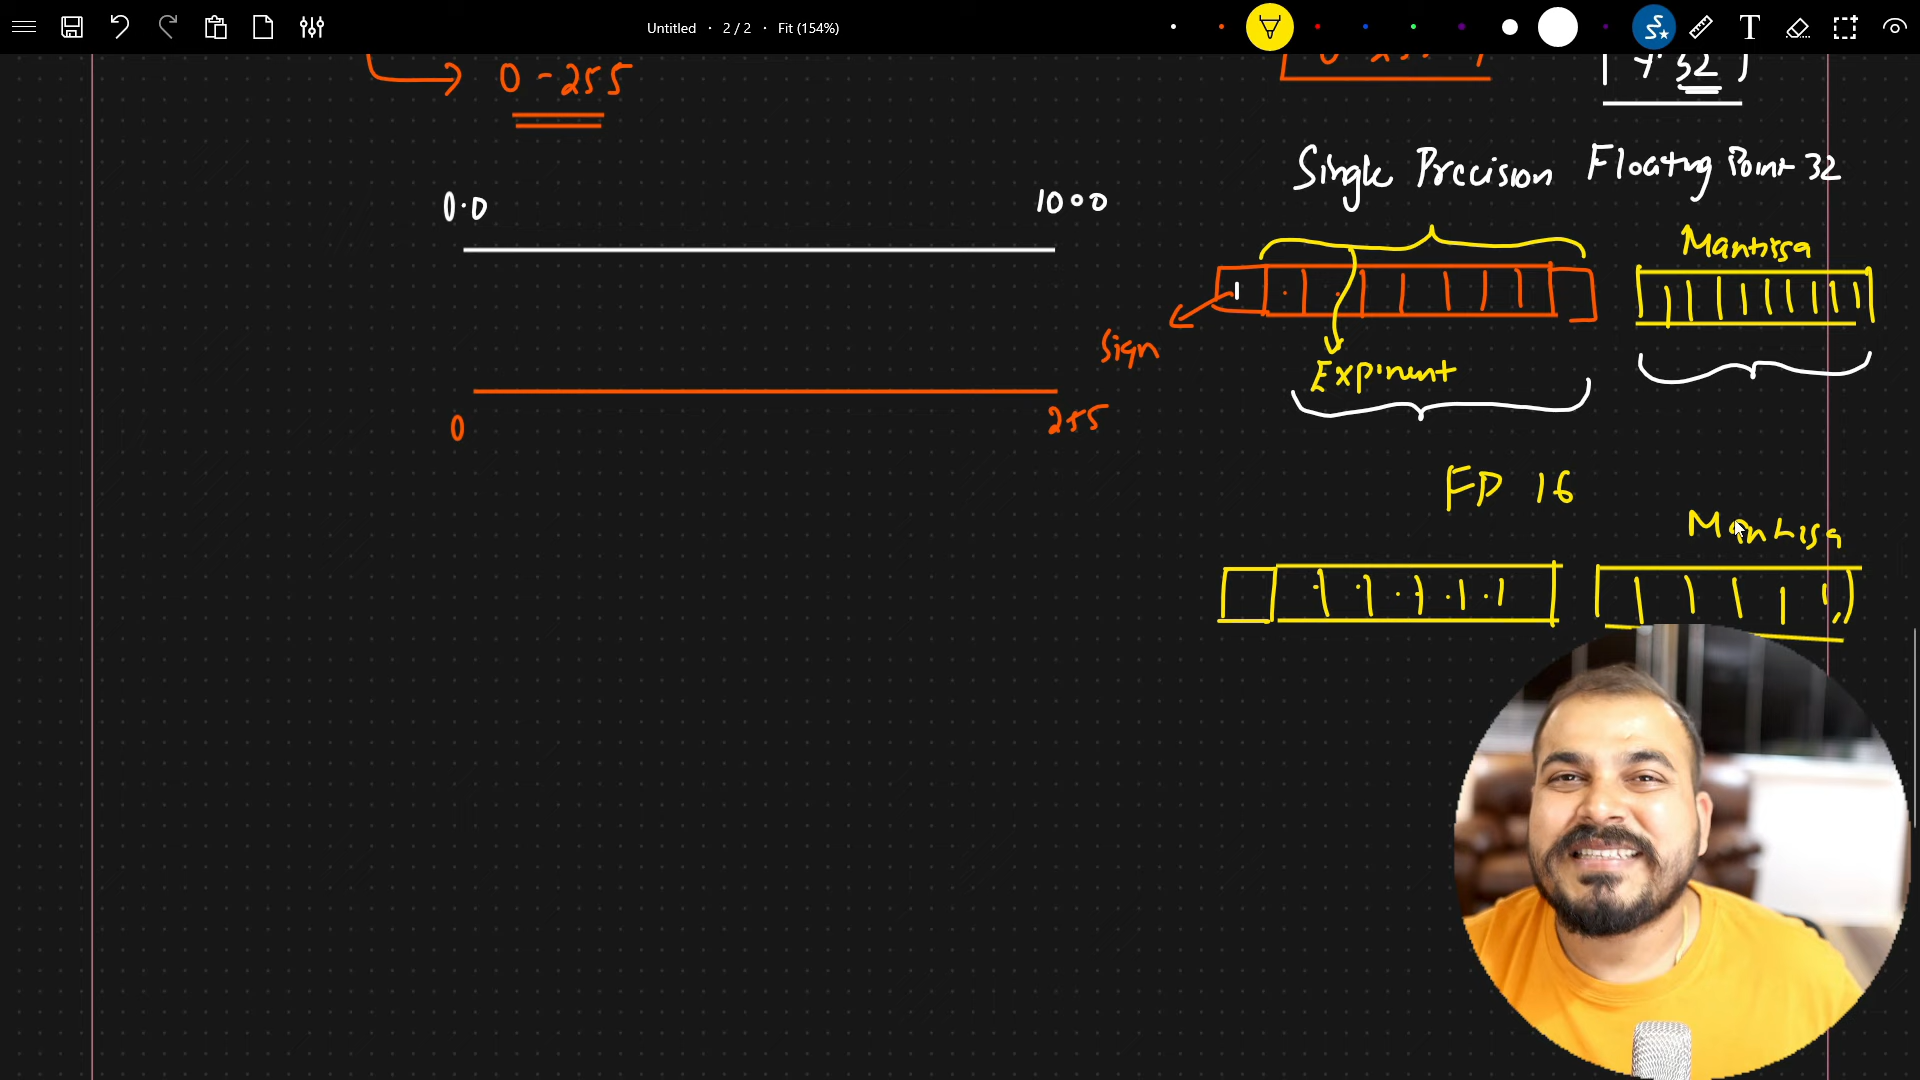 Untitled · 2 / 2 · Fit (154%)
0 - 255
Single Precision Floating Point 32
0.0
1000
Mantissa
Sign
Exponent
0
255
FP 16
Mantissa